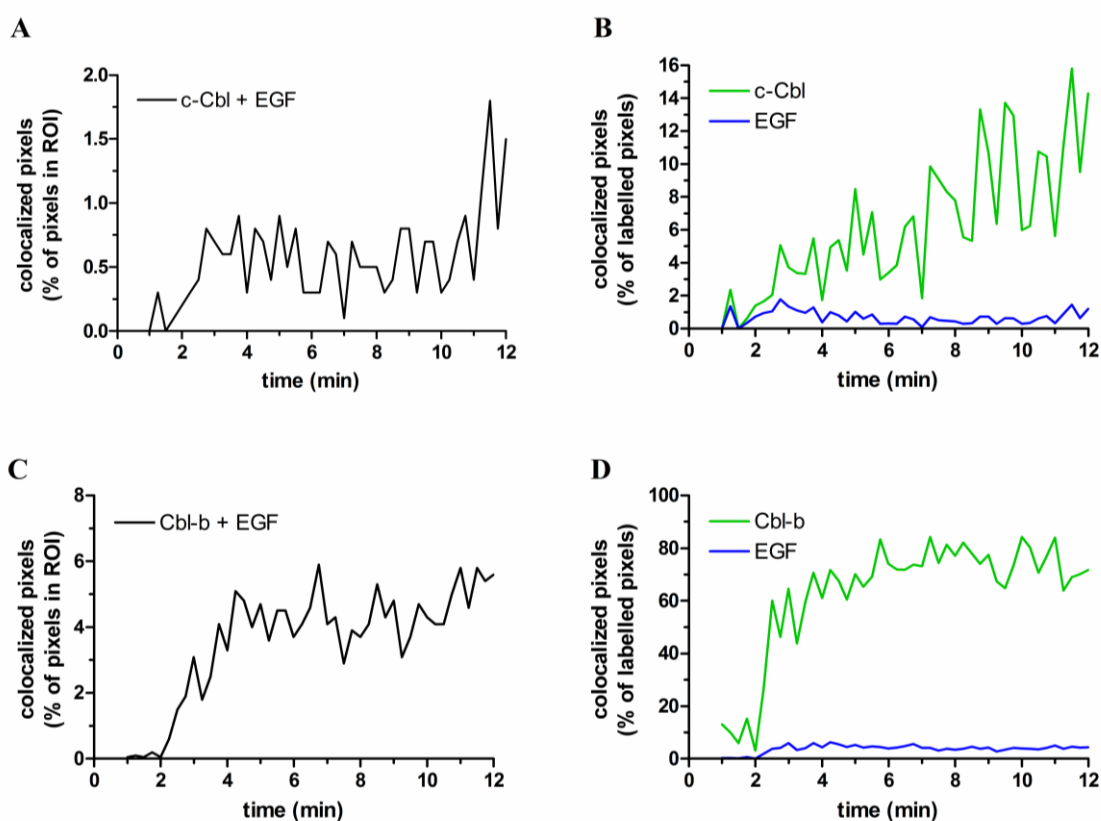 A
colocalized pixels
(% of pixels in ROI)
2.0
1.5
1.0
0.5
0.0
c-Cbl + EGF
0 2 4 6 8 10 12
time (min)
B
colocalized pixels
(% of labelled pixels)
16
14
12
10
8
6
4
2
0
c-Cbl
EGF
0 2 4 6 8 10 12
time (min)
C
colocalized pixels
(% of pixels in ROI)
8
6
4
2
0
Cbl-b + EGF
0 2 4 6 8 10 12
time (min)
D
colocalized pixels
(% of labelled pixels)
100
80
60
40
20
0
Cbl-b
EGF
0 2 4 6 8 10 12
time (min)